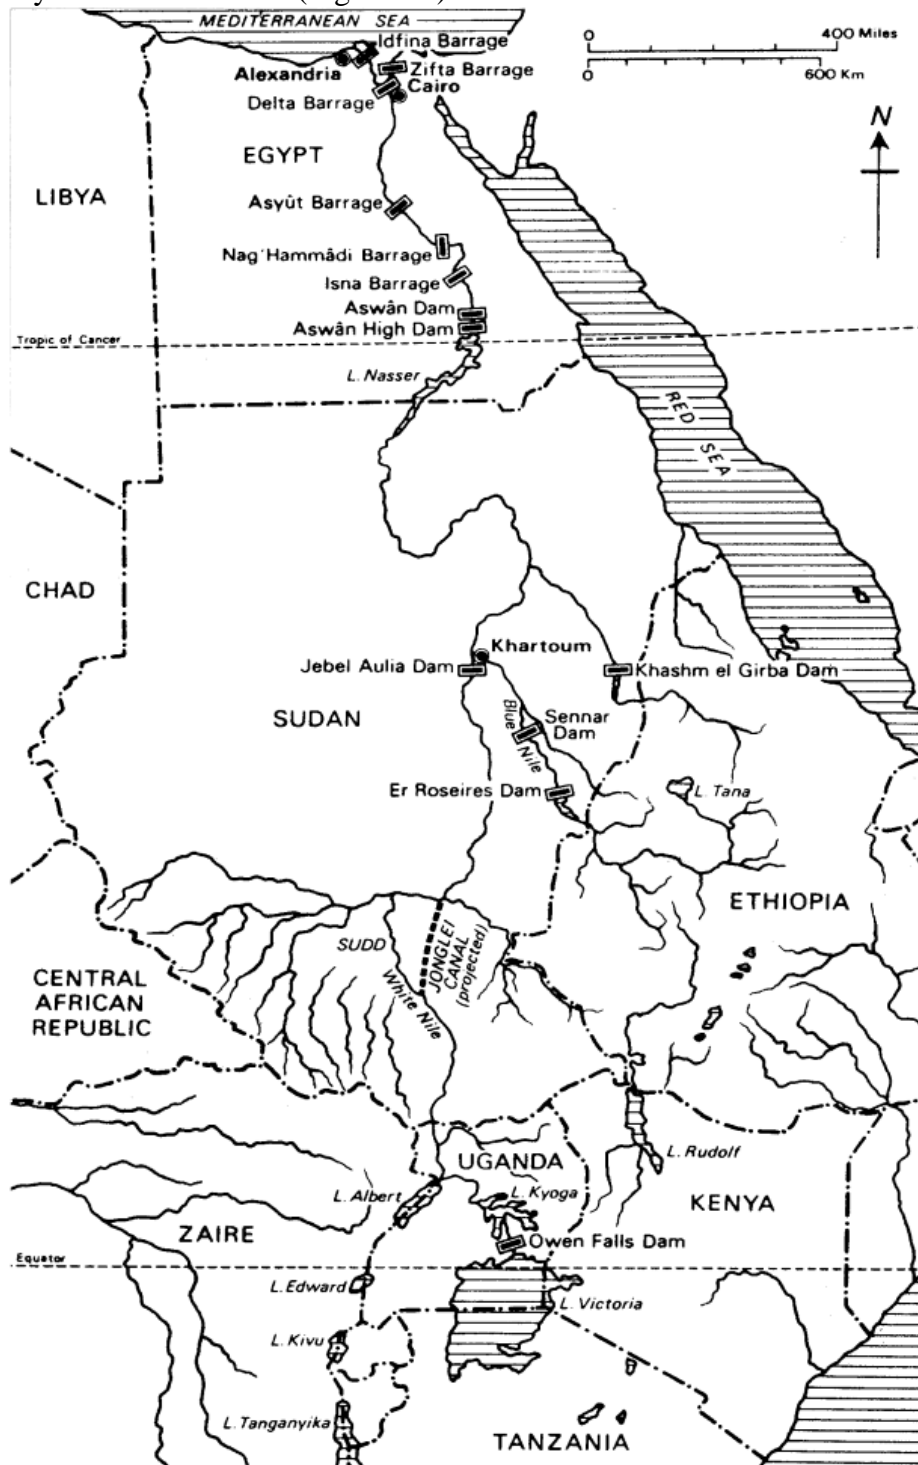 MEDITERRANEAN SEA
Idfina Barrage
0 400 Miles
Alexandria
Zifta Barrage
0 600 Km
Cairo
Delta Barrage
N
EGYPT
LIBYA
Asyût Barrage
Nag'Hammâdi Barrage
Isna Barrage
Aswân Dam
Aswân High Dam
Tropic of Cancer
L. Nasser
RED SEA
CHAD
Khartoum
Jebel Aulia Dam
Khashm el Girba Dam
SUDAN
Blue Nile
Sennar
Dam
Er Roseires Dam
L. Tana
ETHIOPIA
SUDD
JONGLEI
CANAL
(projected)
White Nile
CENTRAL
AFRICAN
REPUBLIC
L. Rudolf
UGANDA
L. Albert
L. Kyoga
KENYA
ZAIRE
Owen Falls Dam
Equator
L. Edward
L. Victoria
L. Kivu
L. Tanganyika
TANZANIA